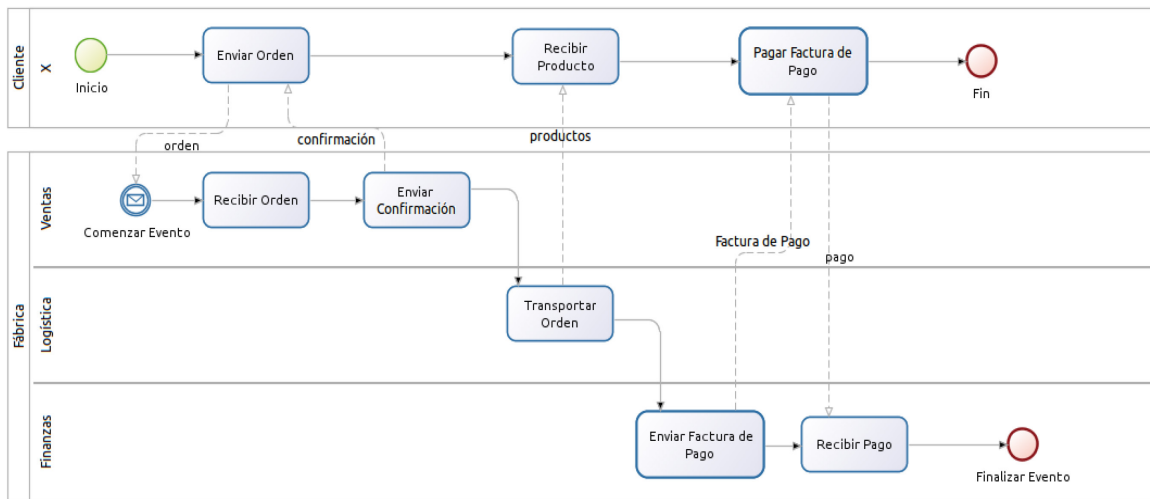 Cliente
X
Inicio
Enviar Orden
Recibir
Producto
Pagar Factura de
Pago
Fin
orden
confirmación
productos
Factura de Pago
pago
Fábrica
Ventas
Comenzar Evento
Recibir Orden
Enviar
Confirmación
Logística
Transportar
Orden
Finanzas
Enviar Factura de
Pago
Recibir Pago
Finalizar Evento